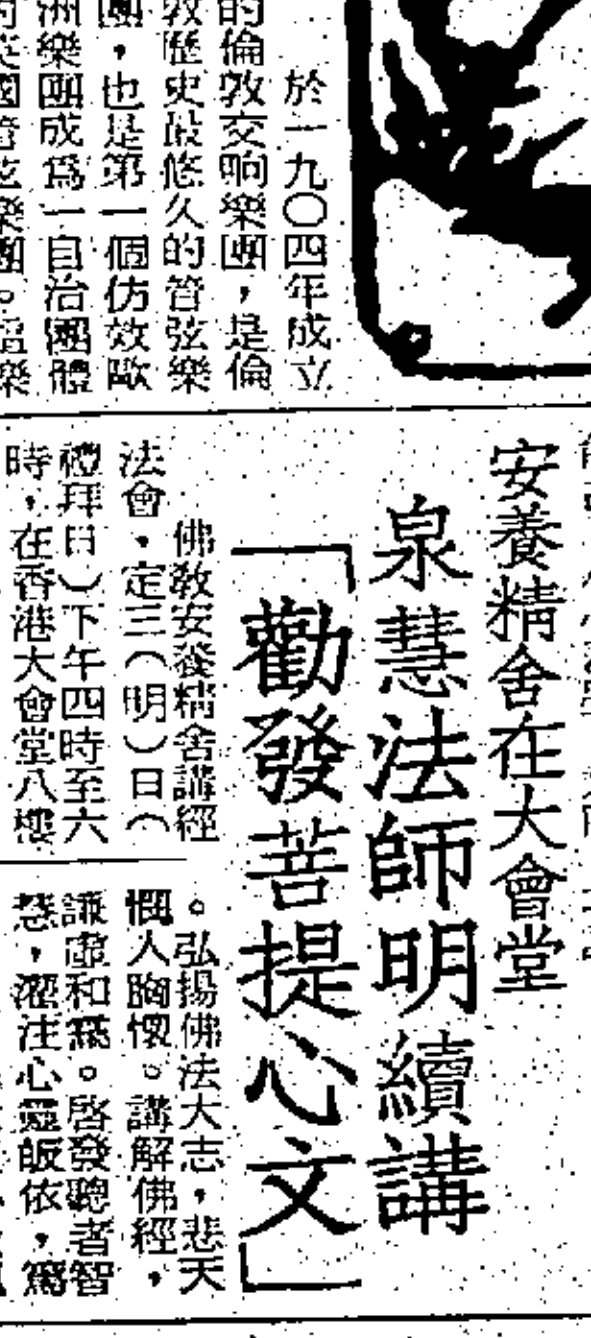 於一九〇四年成立
的倫敦交响樂團，是倫
敦歷史最悠久的管弦樂
團，也是第一個仿效歐
洲樂團成爲一自治團體
安養精舍在大會堂
泉慧法師明續講
「勸發菩提心文」
佛敎安養精舍講經
法會，定三（明）日（
禮拜日）下午四時至六
時，在香港大會堂八樓
。弘揚佛法大志，悲天
憫人胸懷。講解佛經，
謙虛和藹。啓發聽者智
慧，灌注心靈皈依，